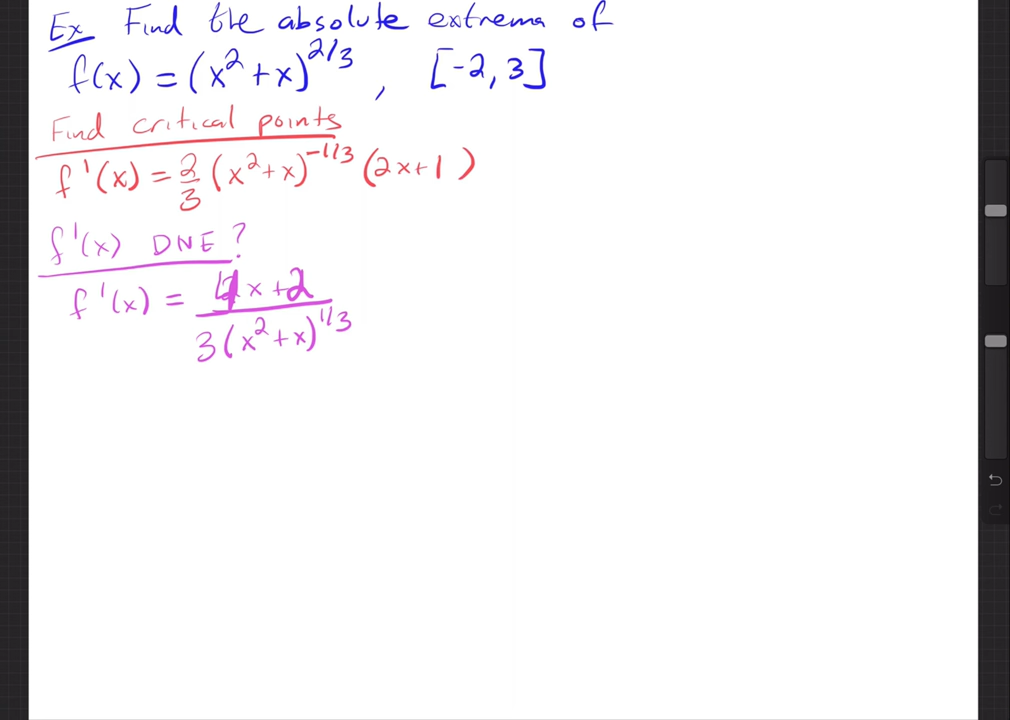 Ex Find the absolute extrema of
f(x) = (x^2 + x)^{2/3} , [-2, 3]
Find critical points
f'(x) = 2/3 (x^2 + x)^{-1/3} (2x + 1)
f'(x) DNE?
f'(x) = (4x + 2) / (3(x^2 + x)^{1/3})